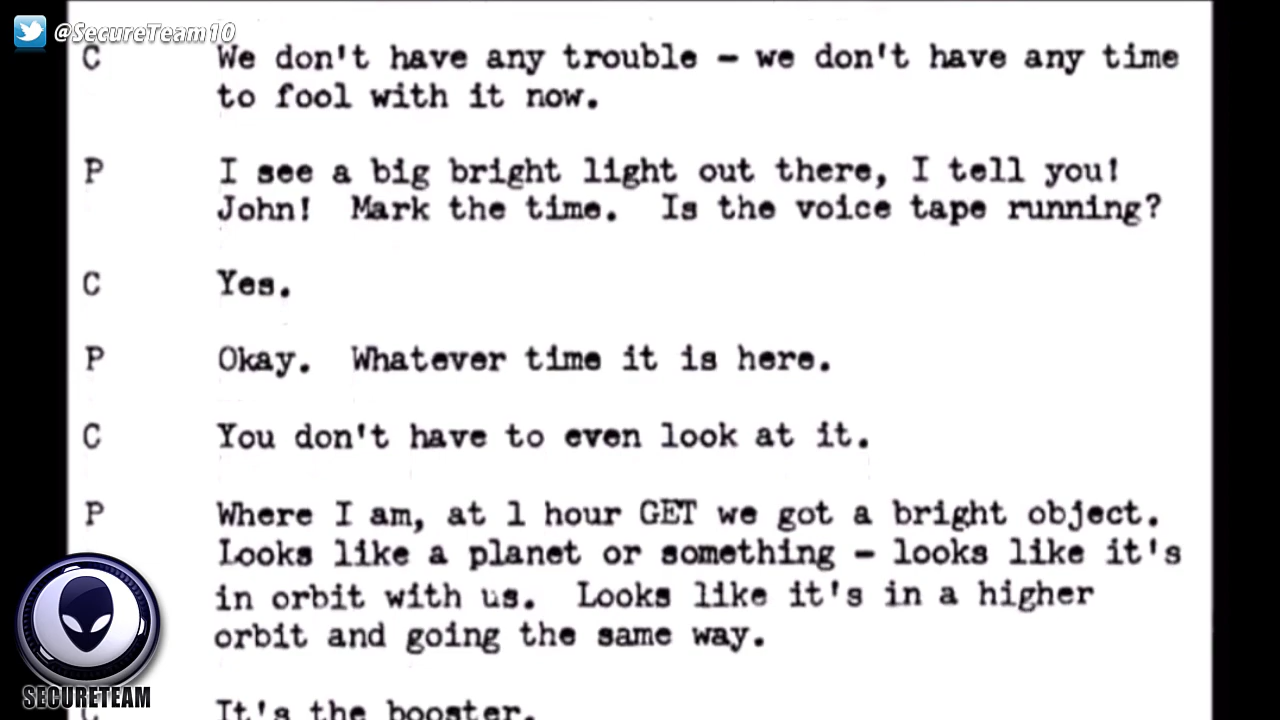 @SecureTeam10
C We don't have any trouble - we don't have any time
to fool with it now.
P I see a big bright light out there, I tell you!
John! Mark the time. Is the voice tape running?
C Yes.
P Okay. Whatever time it is here.
C You don't have to even look at it.
P Where I am, at 1 hour GET we got a bright object.
Looks like a planet or something - looks like it's
in orbit with us. Looks like it's in a higher
orbit and going the same way.
C It's the booster.
SECURETEAM